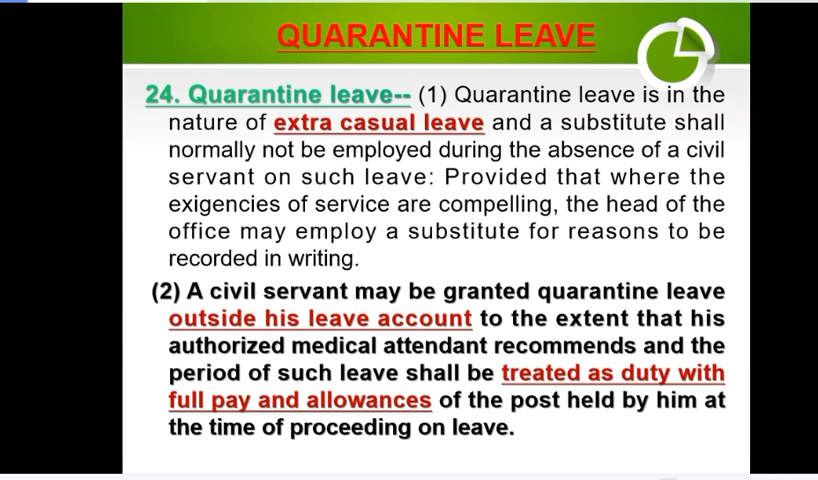 QUARANTINE LEAVE
24. Quarantine leave-- (1) Quarantine leave is in the
nature of extra casual leave and a substitute shall
normally not be employed during the absence of a civil
servant on such leave: Provided that where the
exigencies of service are compelling, the head of the
office may employ a substitute for reasons to be
recorded in writing.
(2) A civil servant may be granted quarantine leave
outside his leave account to the extent that his
authorized medical attendant recommends and the
period of such leave shall be treated as duty with
full pay and allowances of the post held by him at
the time of proceeding on leave.